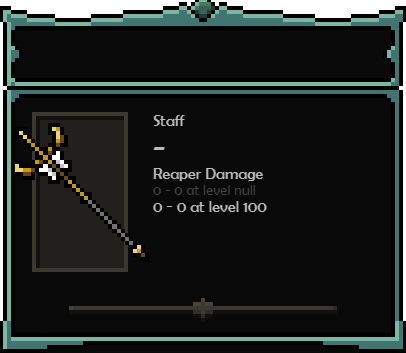 Staff
–
Reaper Damage
0 - 0 at level null
0 - 0 at level 100